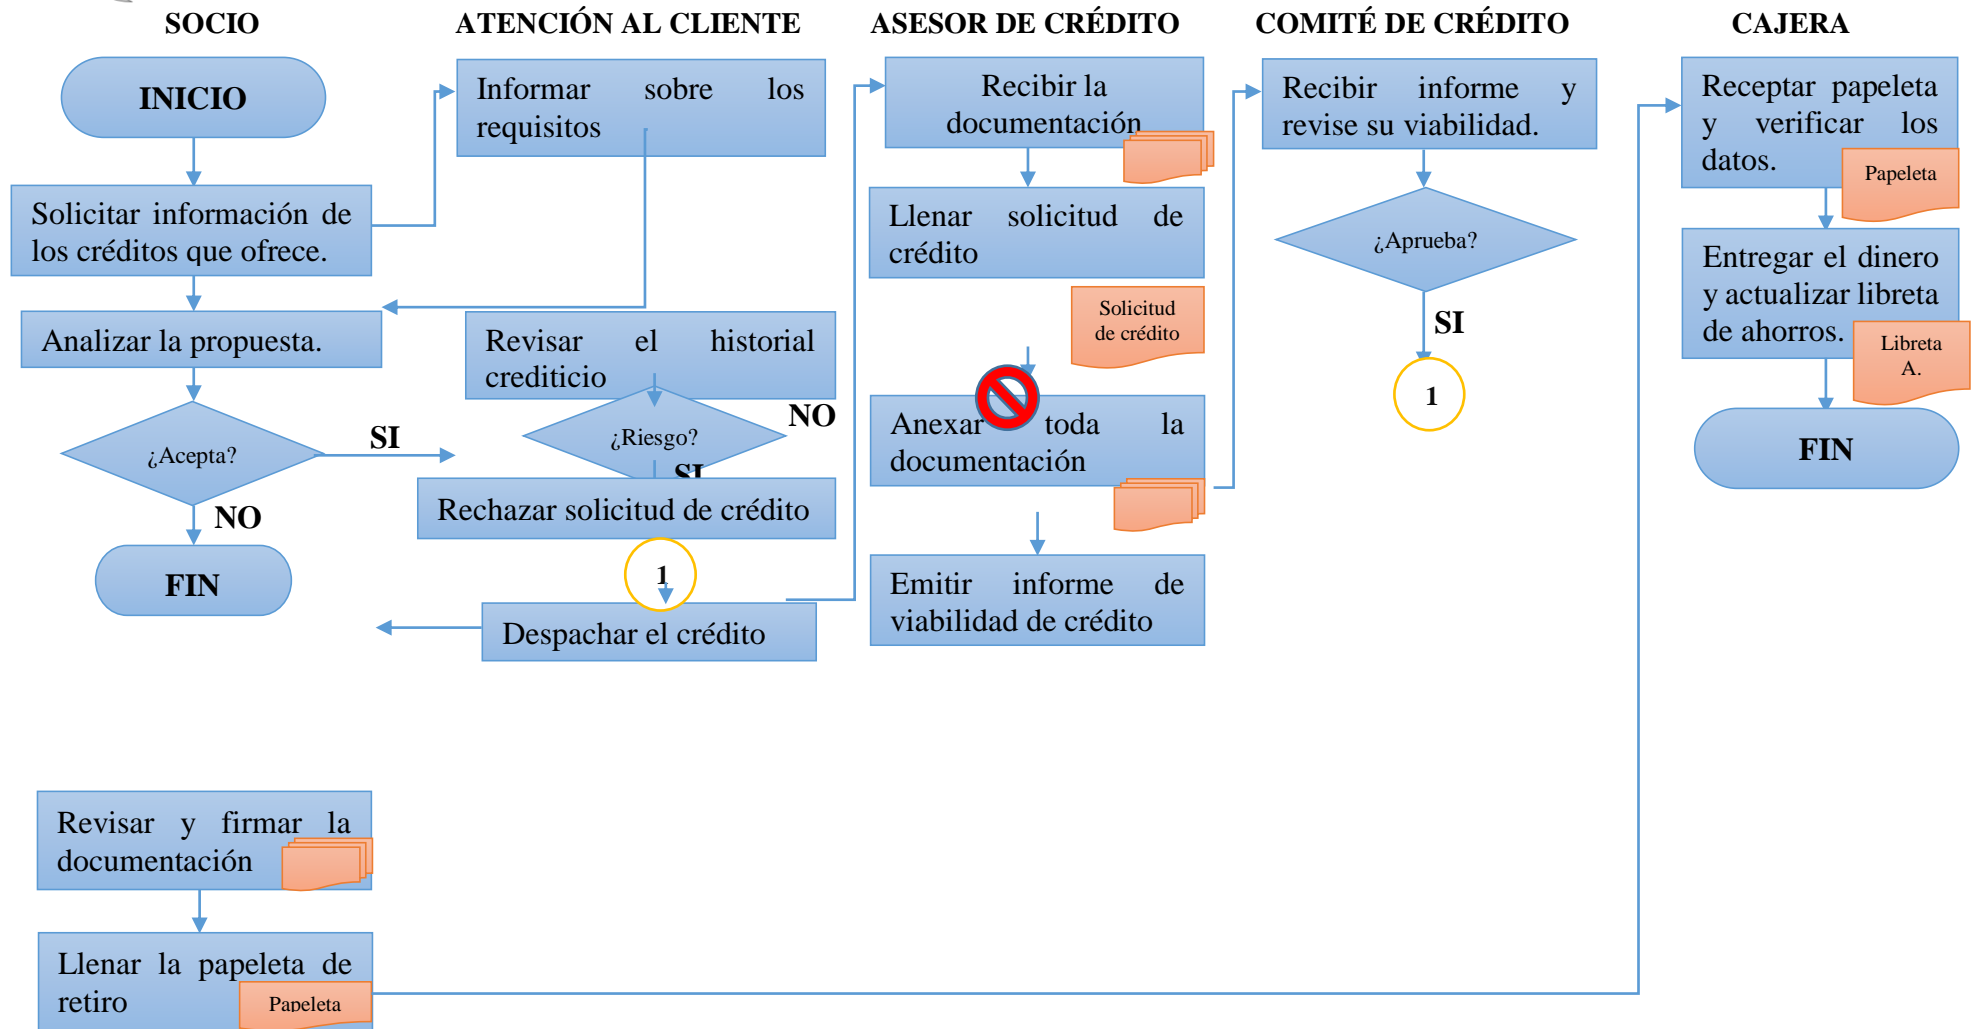 SOCIO
ATENCIÓN AL CLIENTE
ASESOR DE CRÉDITO
COMITÉ DE CRÉDITO
CAJERA
INICIO
Solicitar información de
los créditos que ofrece.
Analizar la propuesta.
¿Acepta?
SI
NO
FIN
Revisar y firmar la
documentación
Llenar la papeleta de
retiro
Papeleta
Informar sobre los
requisitos
Revisar el historial
crediticio
¿Riesgo?
NO
SI
Rechazar solicitud de crédito
1
Despachar el crédito
Recibir la
documentación
Llenar solicitud de
crédito
Solicitud
de crédito
Anexar toda la
documentación
Emitir informe de
viabilidad de crédito
Recibir informe y
revise su viabilidad.
¿Aprueba?
SI
1
Receptar papeleta
y verificar los
datos.
Papeleta
Entregar el dinero
y actualizar libreta
de ahorros.
Libreta
A.
FIN